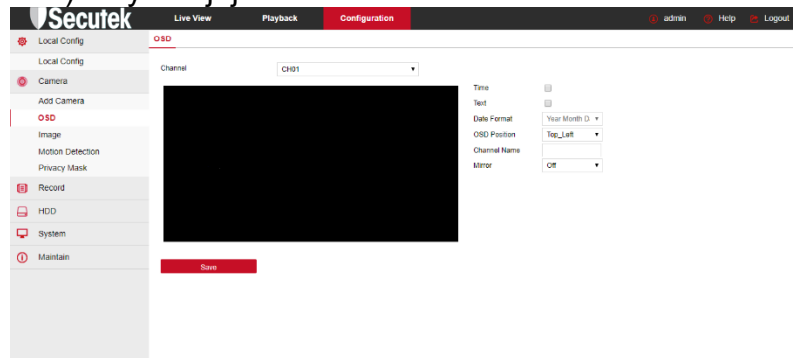 Secutek
Live View Playback Configuration admin Help Logout
Local Config
Local Config
Camera
Add Camera
OSD
Image
Motion Detection
Privacy Mask
Record
HDD
System
Maintain
OSD
Channel CH01
Time
Text
Date Format Year Month D
OSD Position Top_Left
Channel Name
Mirror Off
Save